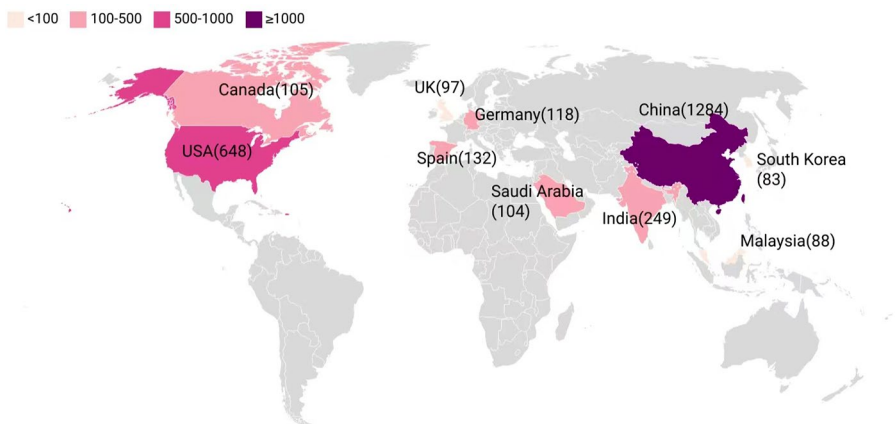 <100 100-500 500-1000 ≥1000
Canada(105)
UK(97)
Germany(118)
China(1284)
USA(648)
Spain(132)
South Korea
(83)
Saudi Arabia
(104)
India(249)
Malaysia(88)